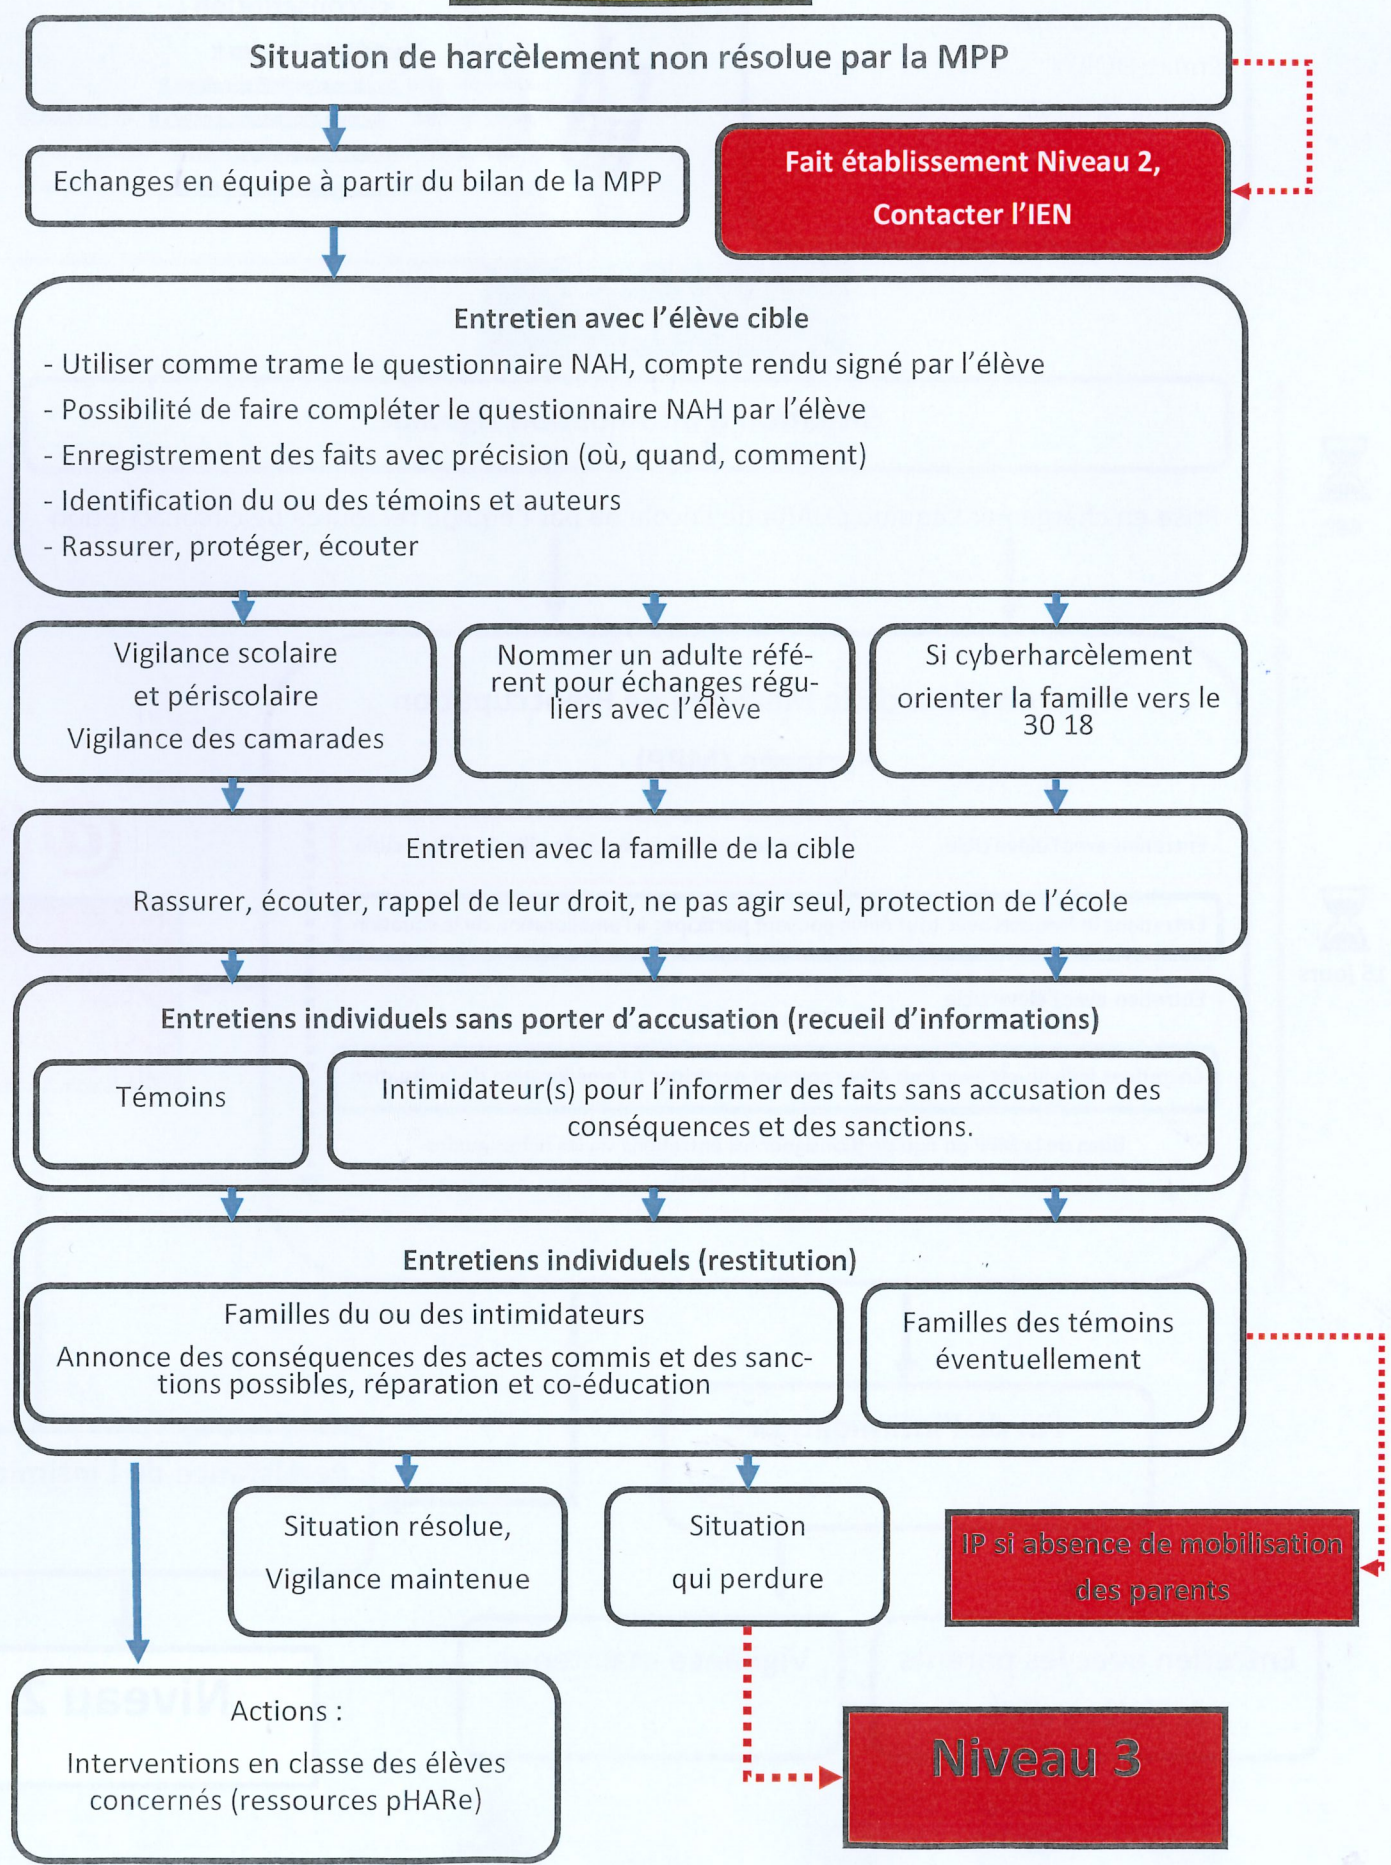 Situation de harcèlement non résolue par la MPP
Echanges en équipe à partir du bilan de la MPP
Fait établissement Niveau 2,
Contacter l'IEN
Entretien avec l'élève cible
- Utiliser comme trame le questionnaire NAH, compte rendu signé par l'élève
- Possibilité de faire compléter le questionnaire NAH par l'élève
- Enregistrement des faits avec précision (où, quand, comment)
- Identification du ou des témoins et auteurs
- Rassurer, protéger, écouter
Vigilance scolaire
et périscolaire
Vigilance des camarades
Nommer un adulte réfé-
rent pour échanges régu-
liers avec l'élève
Si cyberharcèlement
orienter la famille vers le
30 18
Entretien avec la famille de la cible
Rassurer, écouter, rappel de leur droit, ne pas agir seul, protection de l'école
Entretiens individuels sans porter d'accusation (recueil d'informations)
Témoins
Intimidateur(s) pour l'informer des faits sans accusation des
conséquences et des sanctions.
Entretiens individuels (restitution)
Familles du ou des intimidateurs
Annonce des conséquences des actes commis et des sanc-
tions possibles, réparation et co-éducation
Familles des témoins
éventuellement
Situation résolue,
Vigilance maintenue
Situation
qui perdure
IP si absence de mobilisation
des parents
Actions :
Interventions en classe des élèves
concernés (ressources pHARe)
Niveau 3